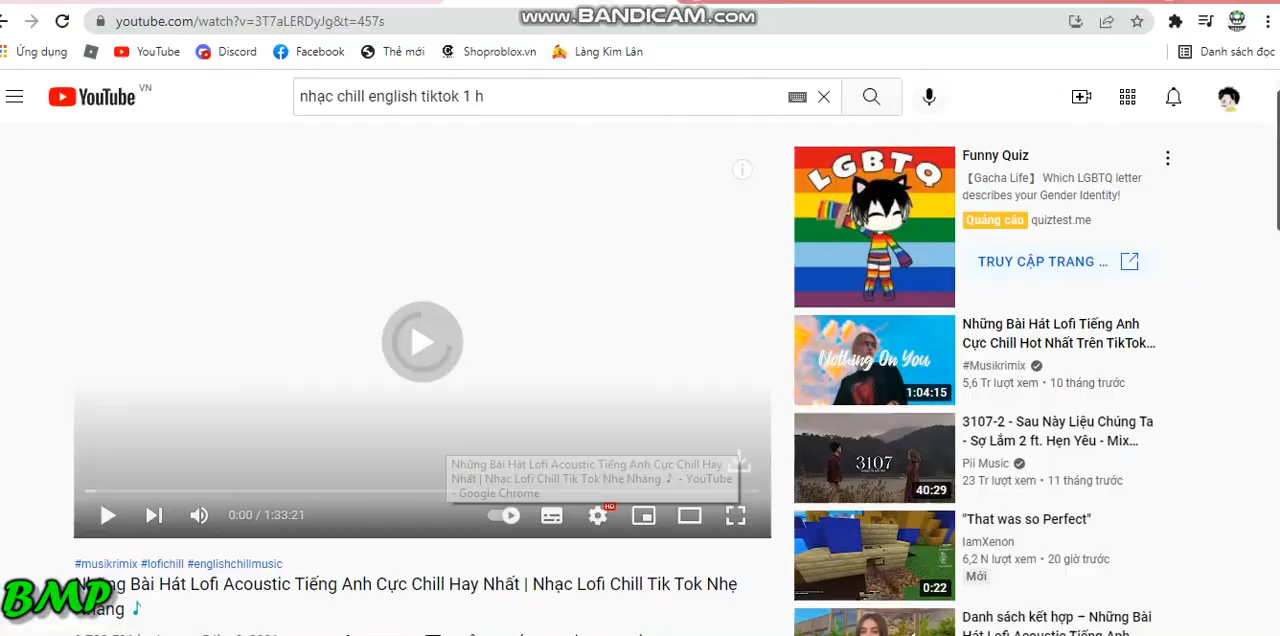 www.BANDICAM.com
youtube.com/watch?v=3T7aLERDyJg&t=457s
Ứng dụng
YouTube
Discord
Facebook
Thẻ mới
Shoproblox.vn
Làng Kim Lân
Danh sách đọc
YouTube VN
nhạc chill english tiktok 1 h
LGBTQ
Funny Quiz
【Gacha Life】 Which LGBTQ letter
describes your Gender Identity!
Quảng cáo quiztest.me
TRUY CẬP TRANG ...
Nothing On You
1:04:15
Những Bài Hát Lofi Tiếng Anh
Cực Chill Hot Nhất Trên TikTok...
#Musikrimix
5,6 Tr lượt xem • 10 tháng trước
3107
40:29
3107-2 - Sau Này Liệu Chúng Ta
- Sợ Lắm 2 ft. Hẹn Yêu - Mix...
Pii Music
23 Tr lượt xem • 11 tháng trước
0:22
"That was so Perfect"
IamXenon
6,2 N lượt xem • 20 giờ trước
Mới
Danh sách kết hợp – Những Bài
Hát Lofi Tiếng Anh
Những Bài Hát Lofi Acoustic Tiếng Anh Cực Chill Hay
Nhất | Nhạc Lofi Chill Tik Tok Nhẹ Nhàng ♪ - YouTube
- Google Chrome
0:00 / 1:33:21
HD
#musikrimix #lofichill #englishchillmusic
Những Bài Hát Lofi Acoustic Tiếng Anh Cực Chill Hay Nhất | Nhạc Lofi Chill Tik Tok Nhẹ
Nhàng ♪
BMP